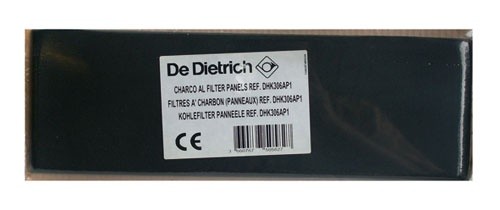 De Dietrich
CHARCO AL FILTER PANELS REF. DHK306AP1
FILTRES A' CHARBON (PANNEAUX) REF. DHK306AP1
KOHLEFILTER PANNEELE REF. DHK306AP1
CE